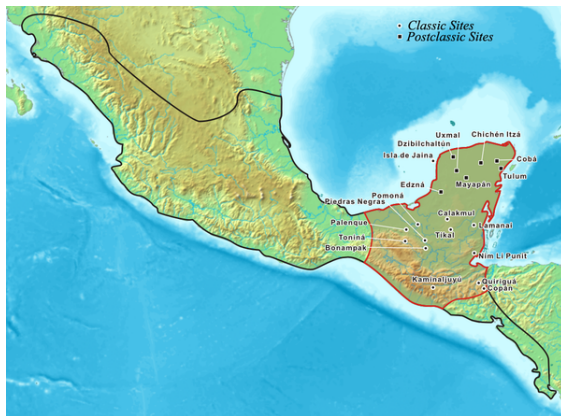 Classic Sites
Postclassic Sites
Uxmal
Chichén Itzá
Dzibilchaltún
Isla de Jaina
Cobá
Tulum
Edzná
Mayapán
Pomoná
Piedras Negras
Calakmul
Palenque
Lamanai
Tikal
Toniná
Bonampak
Nim Li Punit
Kaminaljuyú
Quiriguá
Copán